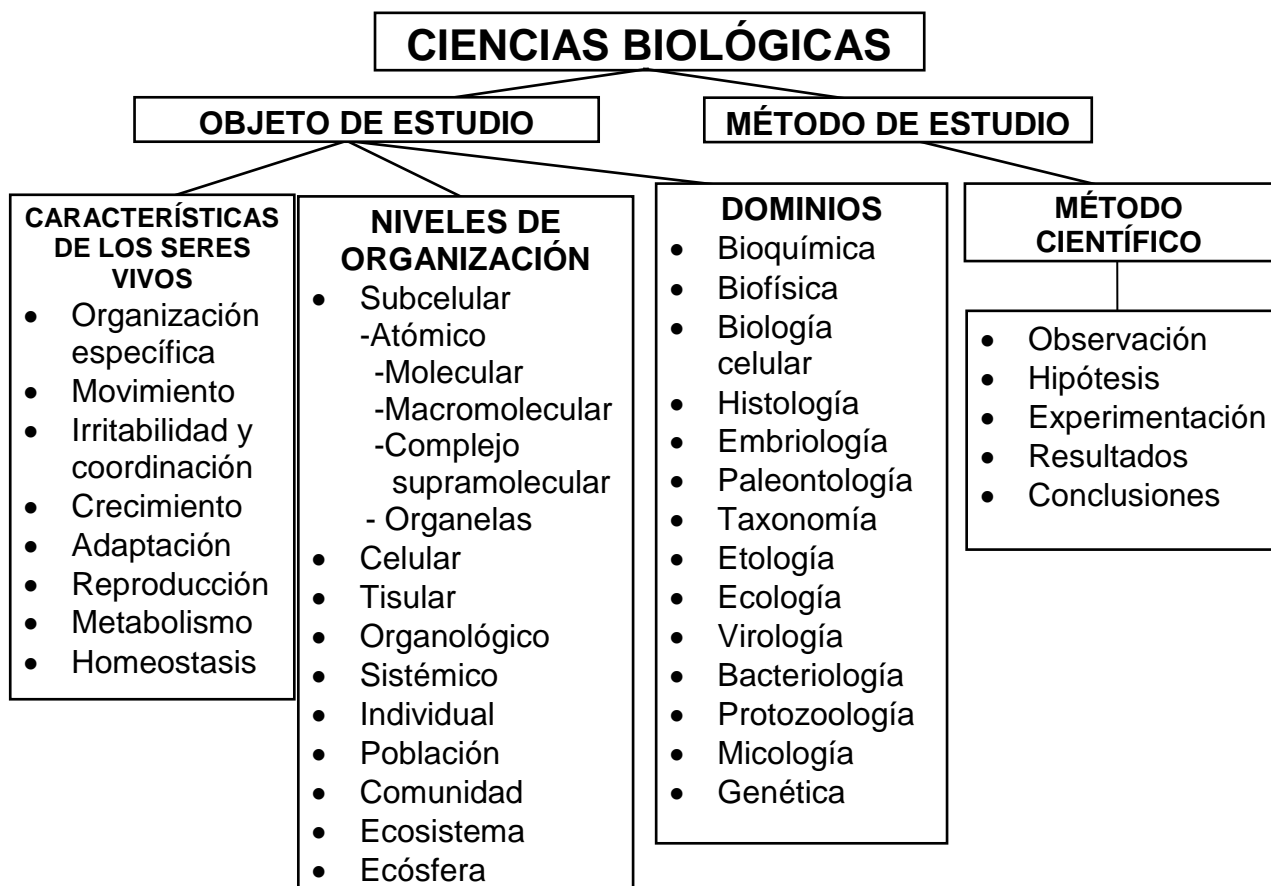 CIENCIAS BIOLÓGICAS
OBJETO DE ESTUDIO
MÉTODO DE ESTUDIO
CARACTERÍSTICAS
DE LOS SERES
VIVOS
• Organización
específica
• Movimiento
• Irritabilidad y
coordinación
• Crecimiento
• Adaptación
• Reproducción
• Metabolismo
• Homeostasis
NIVELES DE
ORGANIZACIÓN
• Subcelular
-Atómico
-Molecular
-Macromolecular
-Complejo
supramolecular
- Organelas
• Celular
• Tisular
• Organológico
• Sistémico
• Individual
• Población
• Comunidad
• Ecosistema
• Ecósfera
DOMINIOS
• Bioquímica
• Biofísica
• Biología
celular
• Histología
• Embriología
• Paleontología
• Taxonomía
• Etología
• Ecología
• Virología
• Bacteriología
• Protozoología
• Micología
• Genética
MÉTODO
CIENTÍFICO
• Observación
• Hipótesis
• Experimentación
• Resultados
• Conclusiones